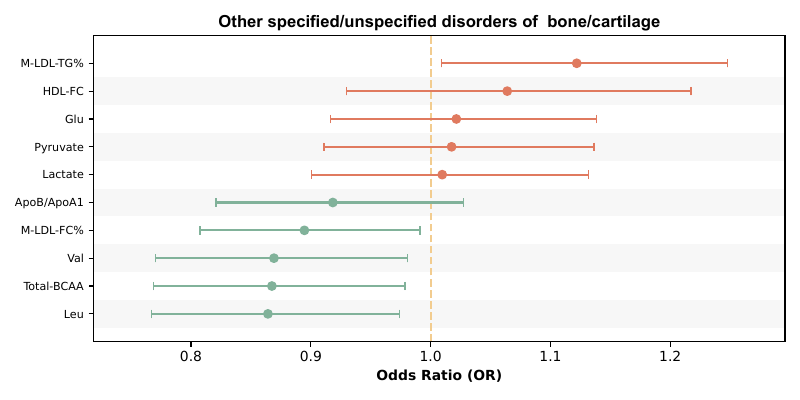 Other specified/unspecified disorders of  bone/cartilage
M-LDL-TG%
HDL-FC
Glu
Pyruvate
Lactate
ApoB/ApoA1
M-LDL-FC%
Val
Total-BCAA
Leu
0.8 0.9 1.0 1.1 1.2
Odds Ratio (OR)